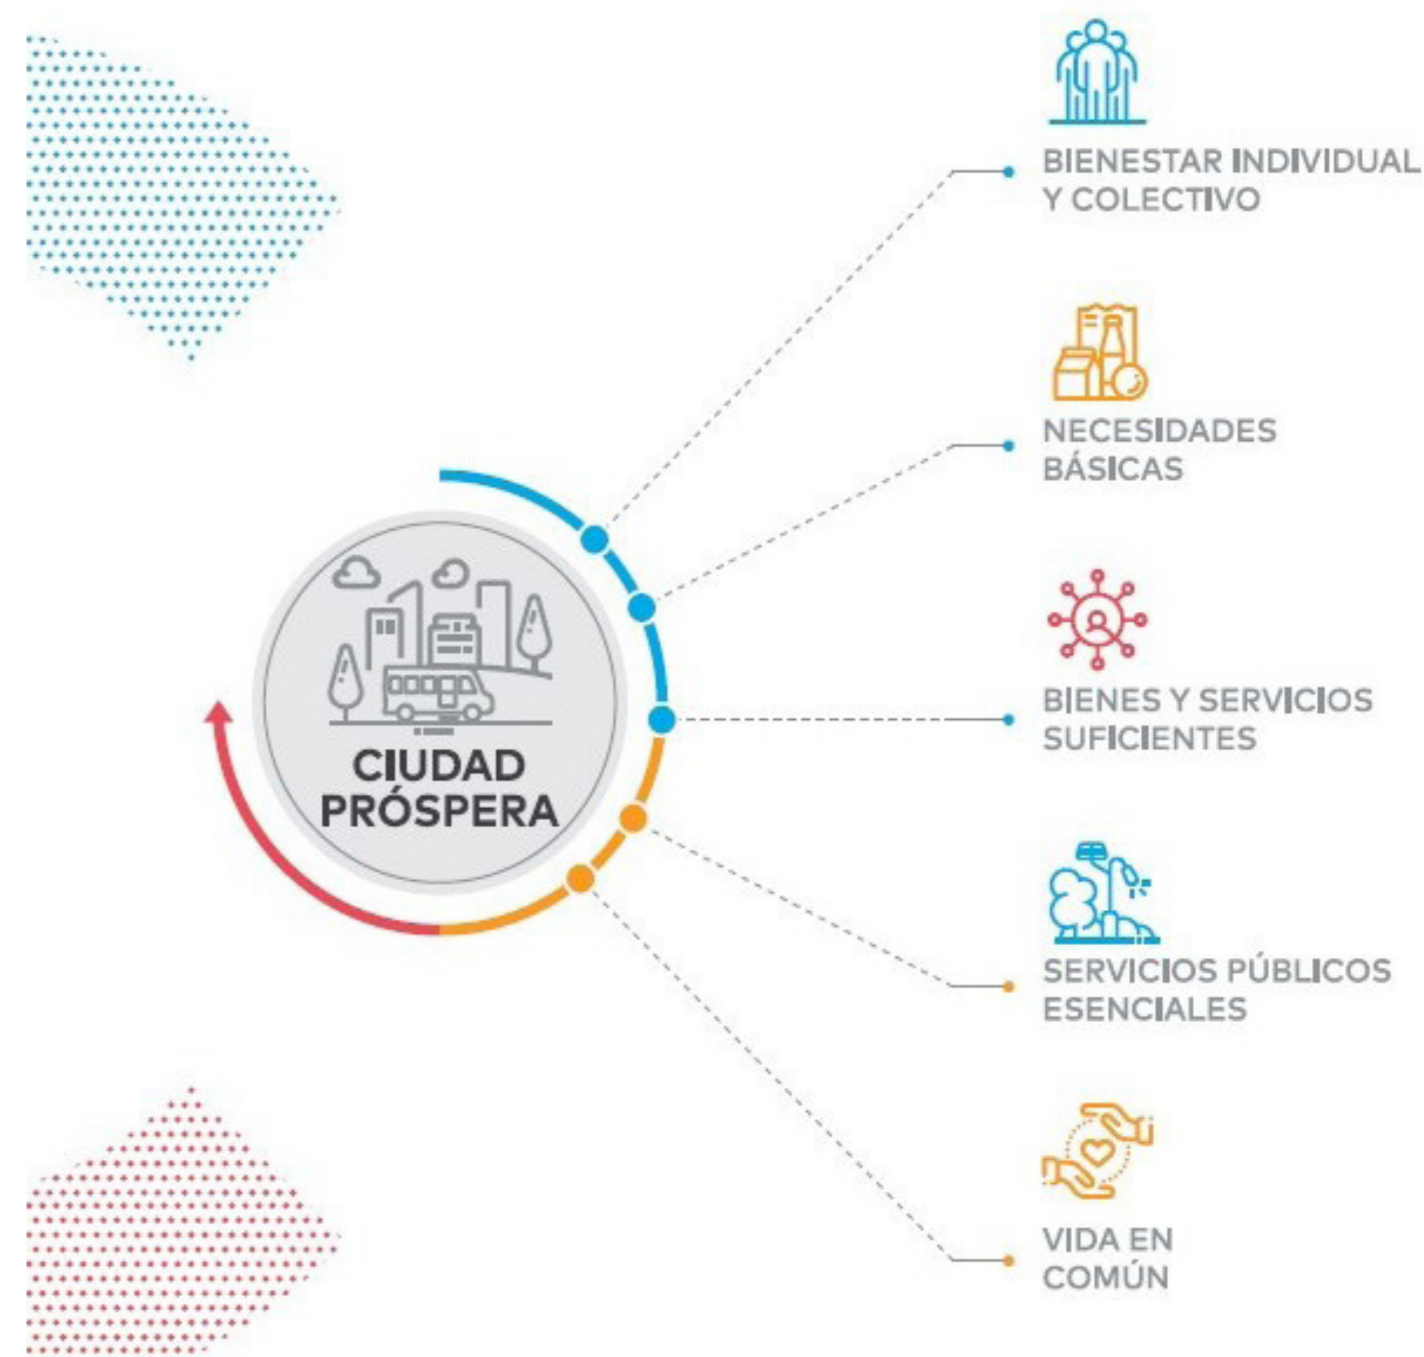 BIENESTAR INDIVIDUAL
Y COLECTIVO
NECESIDADES
BÁSICAS
BIENES Y SERVICIOS
SUFICIENTES
CIUDAD
PRÓSPERA
SERVICIOS PÚBLICOS
ESENCIALES
VIDA EN
COMÚN